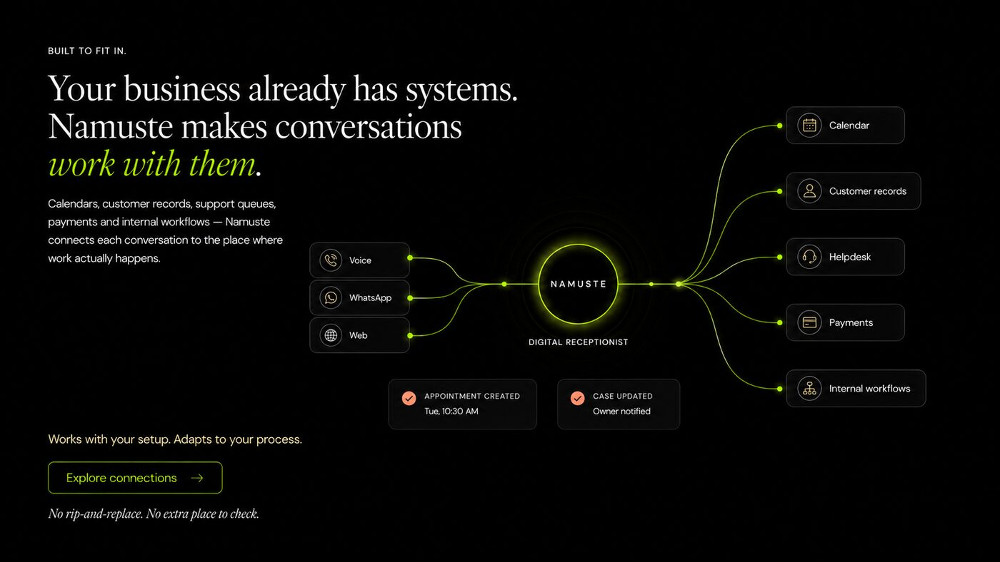 BUILT TO FIT IN.
Your business already has systems.
Namuste makes conversations
work with them.
Calendars, customer records, support queues,
payments and internal workflows — Namuste
connects each conversation to the place where
work actually happens.
Voice
WhatsApp
Web
NAMUSTE
DIGITAL RECEPTIONIST
Calendar
Customer records
Helpdesk
Payments
Internal workflows
APPOINTMENT CREATED
Tue, 10:30 AM
CASE UPDATED
Owner notified
Works with your setup. Adapts to your process.
Explore connections →
No rip-and-replace. No extra place to check.